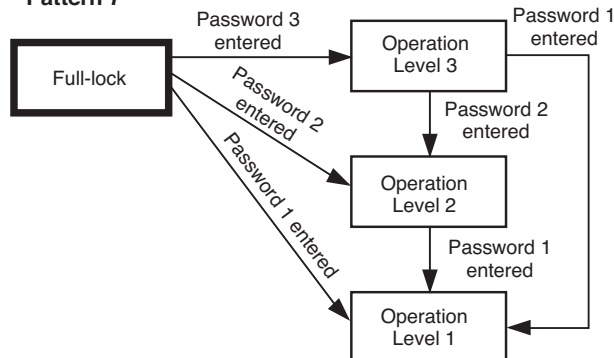 Pattern 7
Full-lock
Password 3
entered
Operation
Level 3
Password 1
entered
Password 2
entered
Password 2
entered
Operation
Level 2
Password 1 entered
Password 1
entered
Operation
Level 1